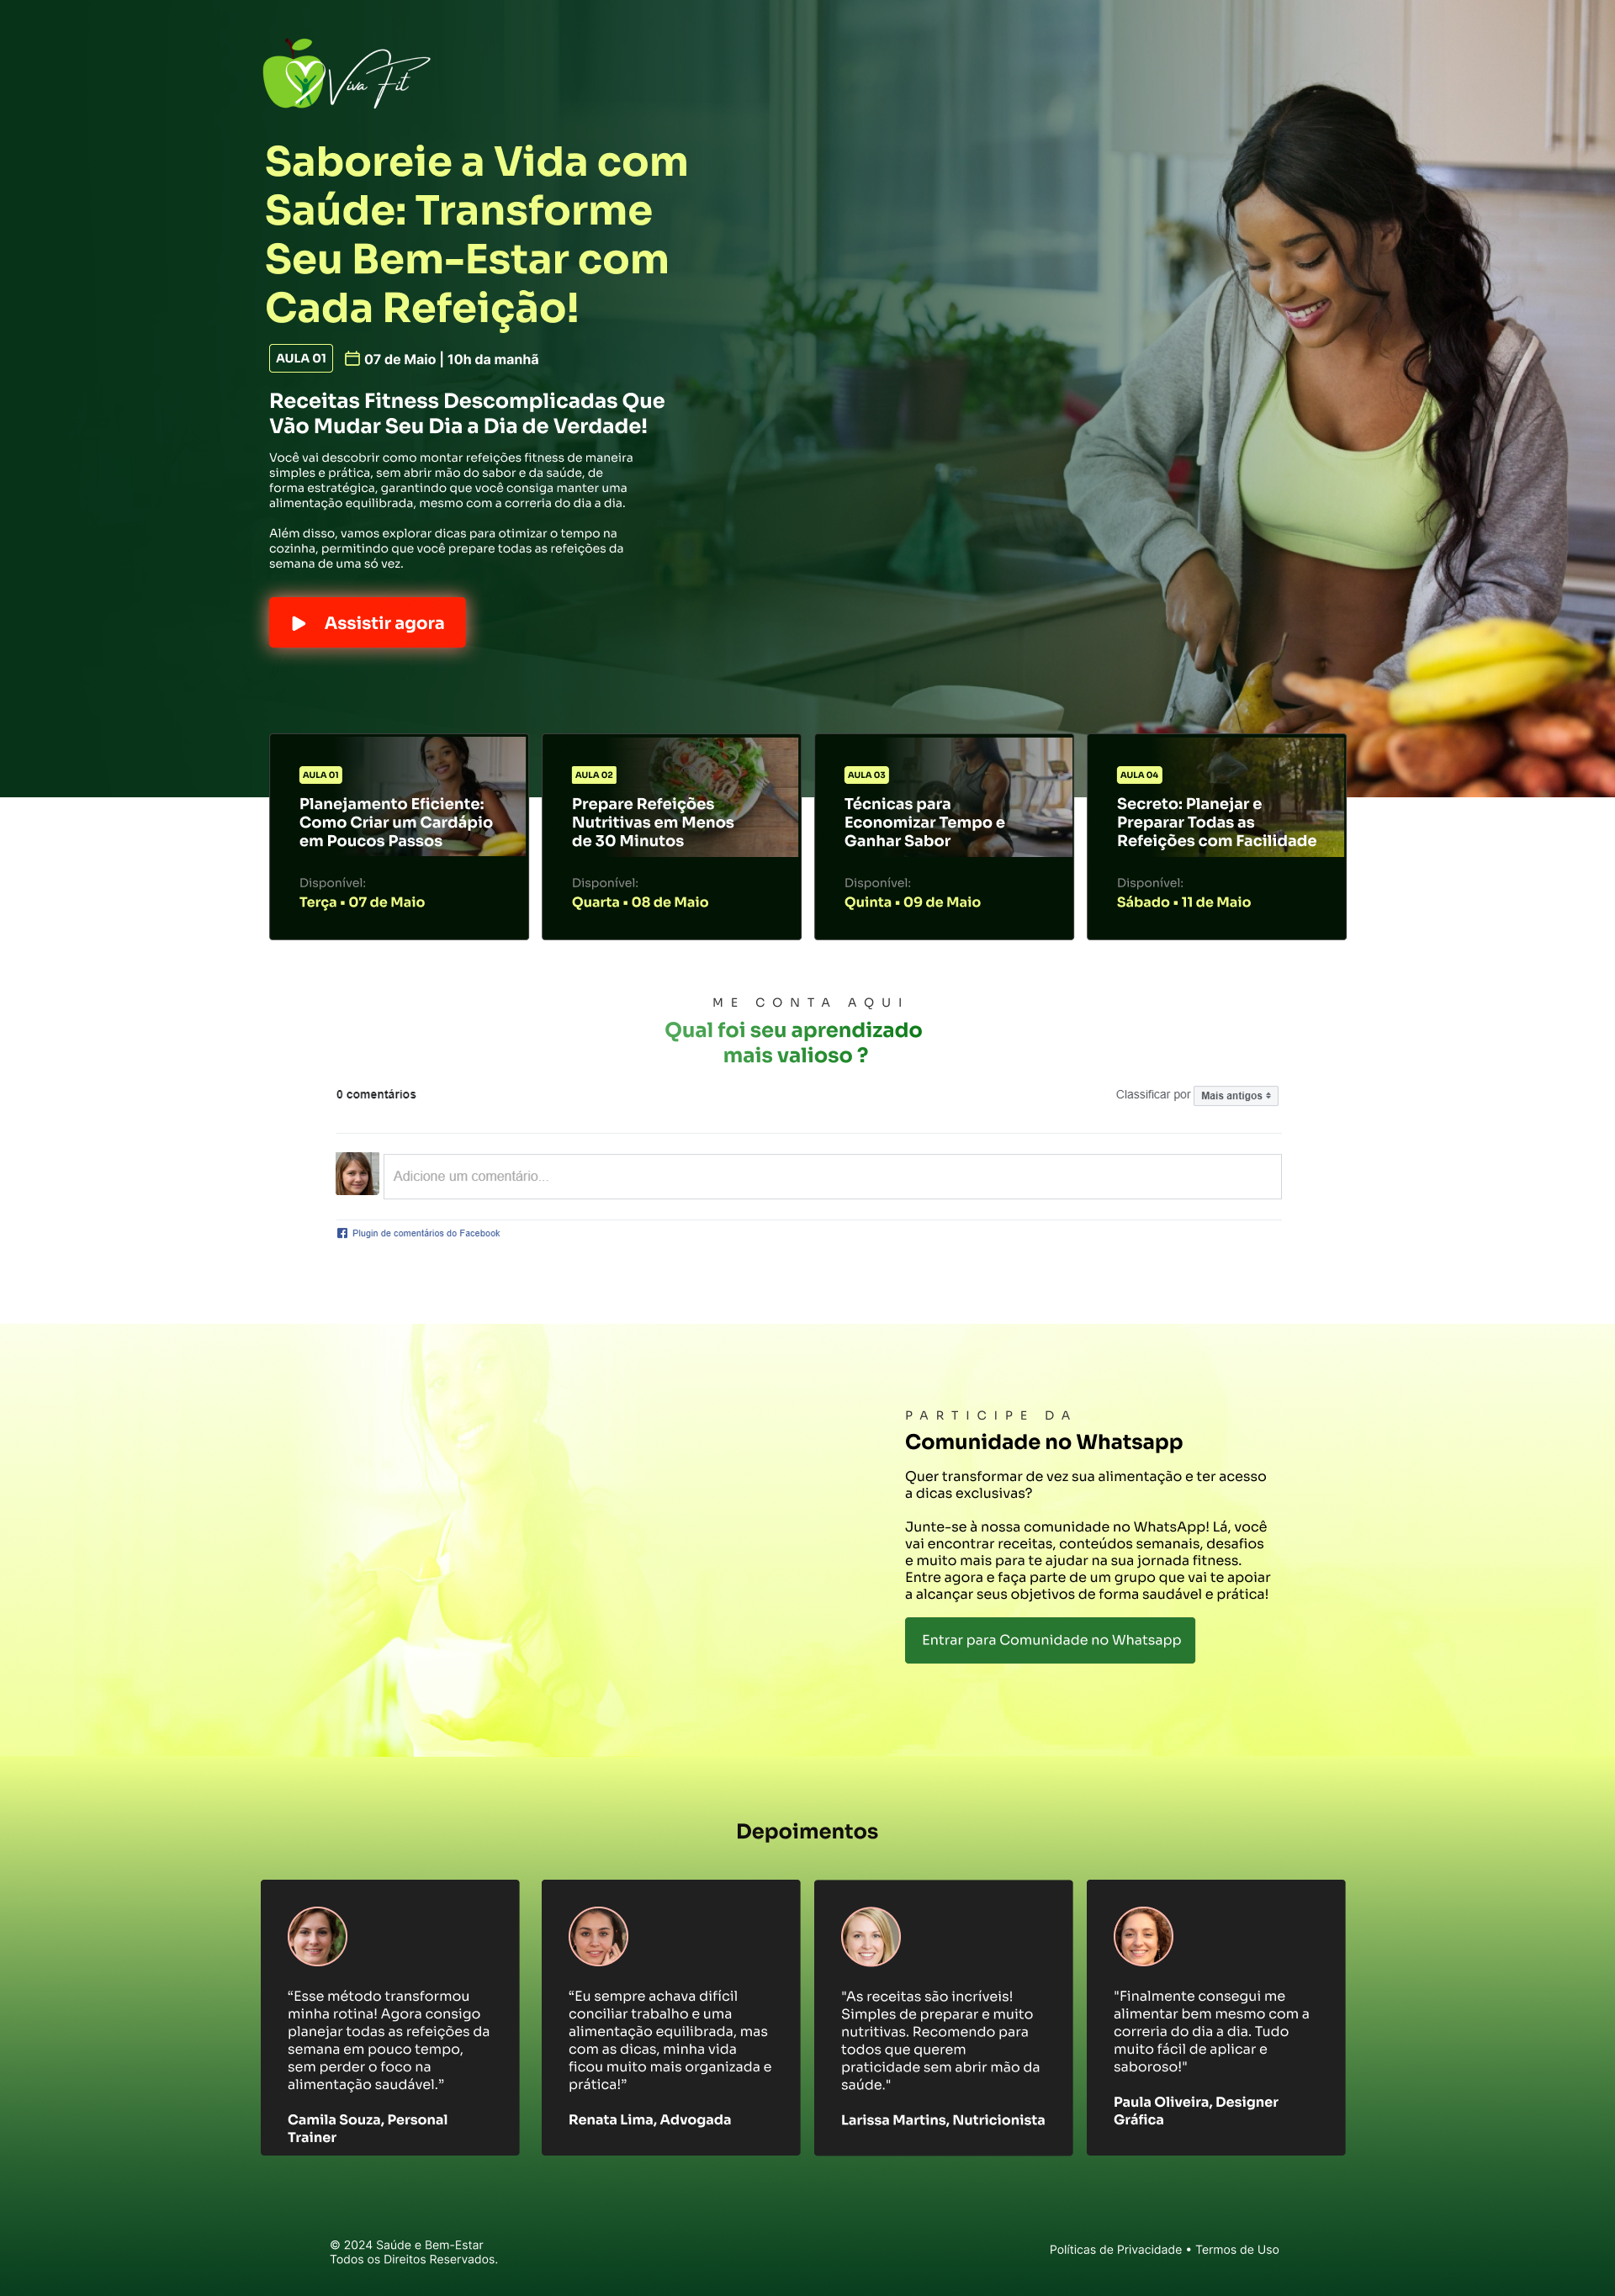 Viva Fit
Saboreie a Vida com
Saúde: Transforme
Seu Bem-Estar com
Cada Refeição!
AULA 01 07 de Maio | 10h da manhã
Receitas Fitness Descomplicadas Que
Vão Mudar Seu Dia a Dia de Verdade!
Você vai descobrir como montar refeições fitness de maneira
simples e prática, sem abrir mão do sabor e da saúde, de
forma estratégica, garantindo que você consiga manter uma
alimentação equilibrada, mesmo com a correria do dia a dia.
Além disso, vamos explorar dicas para otimizar o tempo na
cozinha, permitindo que você prepare todas as refeições da
semana de uma só vez.
Assistir agora
AULA 01
Planejamento Eficiente:
Como Criar um Cardápio
em Poucos Passos
Disponível:
Terça • 07 de Maio
AULA 02
Prepare Refeições
Nutritivas em Menos
de 30 Minutos
Disponível:
Quarta • 08 de Maio
AULA 03
Técnicas para
Economizar Tempo e
Ganhar Sabor
Disponível:
Quinta • 09 de Maio
AULA 04
Secreto: Planejar e
Preparar Todas as
Refeições com Facilidade
Disponível:
Sábado • 11 de Maio
ME CONTA AQUI
Qual foi seu aprendizado
mais valioso ?
0 comentários
Classificar por Mais antigos
Adicione um comentário...
Plugin de comentários do Facebook
PARTICIPE DA
Comunidade no Whatsapp
Quer transformar de vez sua alimentação e ter acesso
a dicas exclusivas?
Junte-se à nossa comunidade no WhatsApp! Lá, você
vai encontrar receitas, conteúdos semanais, desafios
e muito mais para te ajudar na sua jornada fitness.
Entre agora e faça parte de um grupo que vai te apoiar
a alcançar seus objetivos de forma saudável e prática!
Entrar para Comunidade no Whatsapp
Depoimentos
“Esse método transformou
minha rotina! Agora consigo
planejar todas as refeições da
semana em pouco tempo,
sem perder o foco na
alimentação saudável.”
Camila Souza, Personal
Trainer
“Eu sempre achava difícil
conciliar trabalho e uma
alimentação equilibrada, mas
com as dicas, minha vida
ficou muito mais organizada e
prática!”
Renata Lima, Advogada
"As receitas são incríveis!
Simples de preparar e muito
nutritivas. Recomendo para
todos que querem
praticidade sem abrir mão da
saúde."
Larissa Martins, Nutricionista
"Finalmente consegui me
alimentar bem mesmo com a
correria do dia a dia. Tudo
muito fácil de aplicar e
saboroso!"
Paula Oliveira, Designer
Gráfica
© 2024 Saúde e Bem-Estar
Todos os Direitos Reservados.
Políticas de Privacidade • Termos de Uso